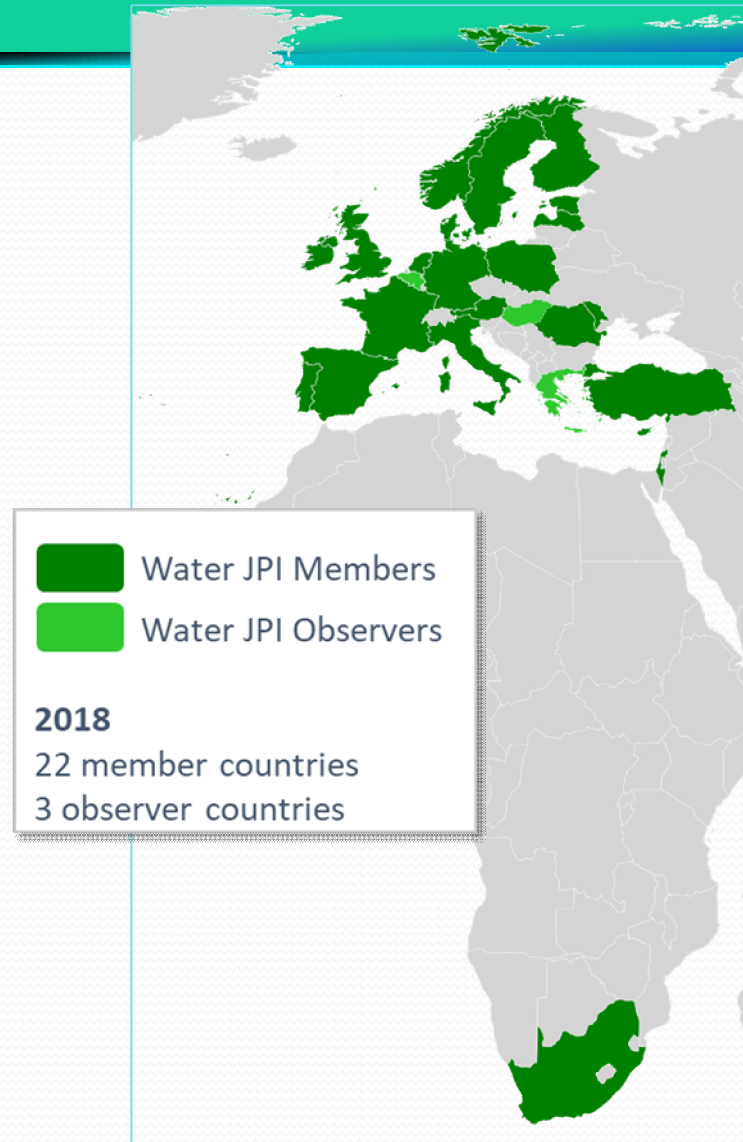 Water JPI Members
Water JPI Observers
2018
22 member countries
3 observer countries